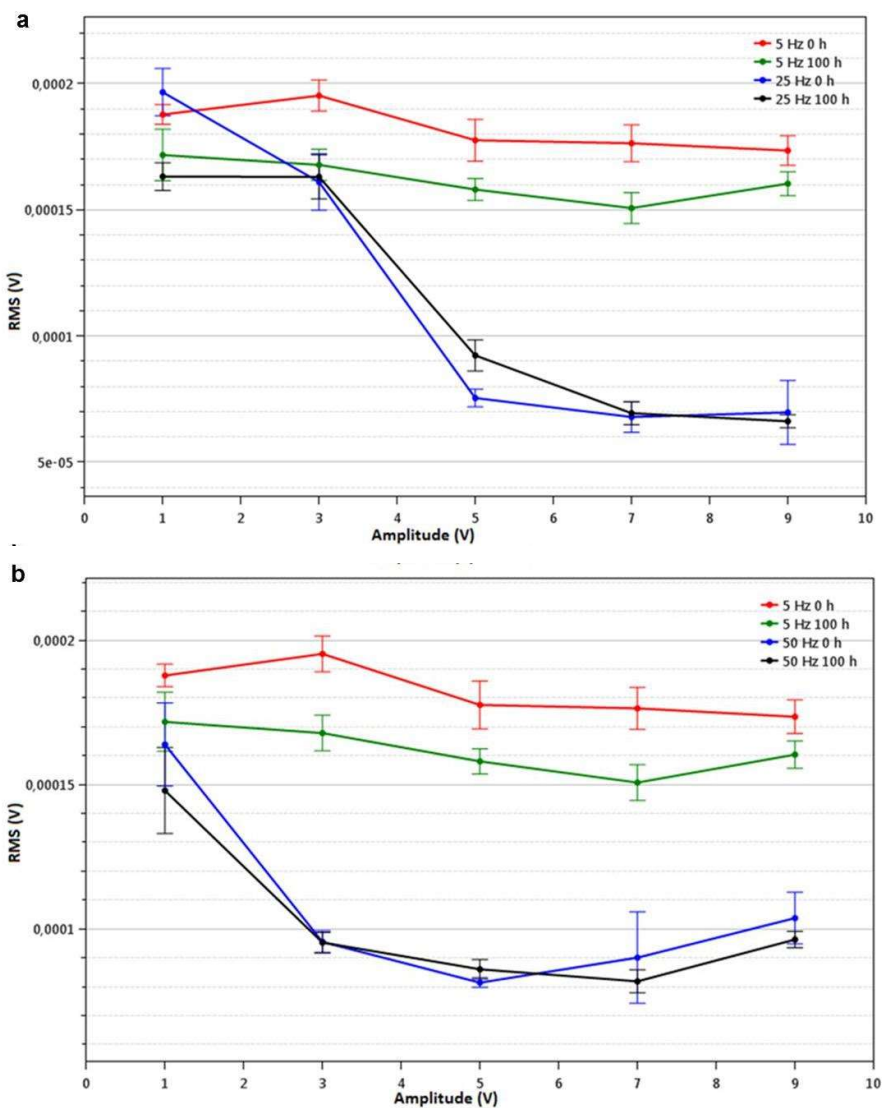 a
5 Hz 0 h
5 Hz 100 h
25 Hz 0 h
25 Hz 100 h
0,0002
0,00015
0,0001
5e-05
RMS (V)
0 1 2 3 4 5 6 7 8 9 10
Amplitude (V)
b
5 Hz 0 h
5 Hz 100 h
50 Hz 0 h
50 Hz 100 h
0,0002
0,00015
0,0001
RMS (V)
0 1 2 3 4 5 6 7 8 9 10
Amplitude (V)